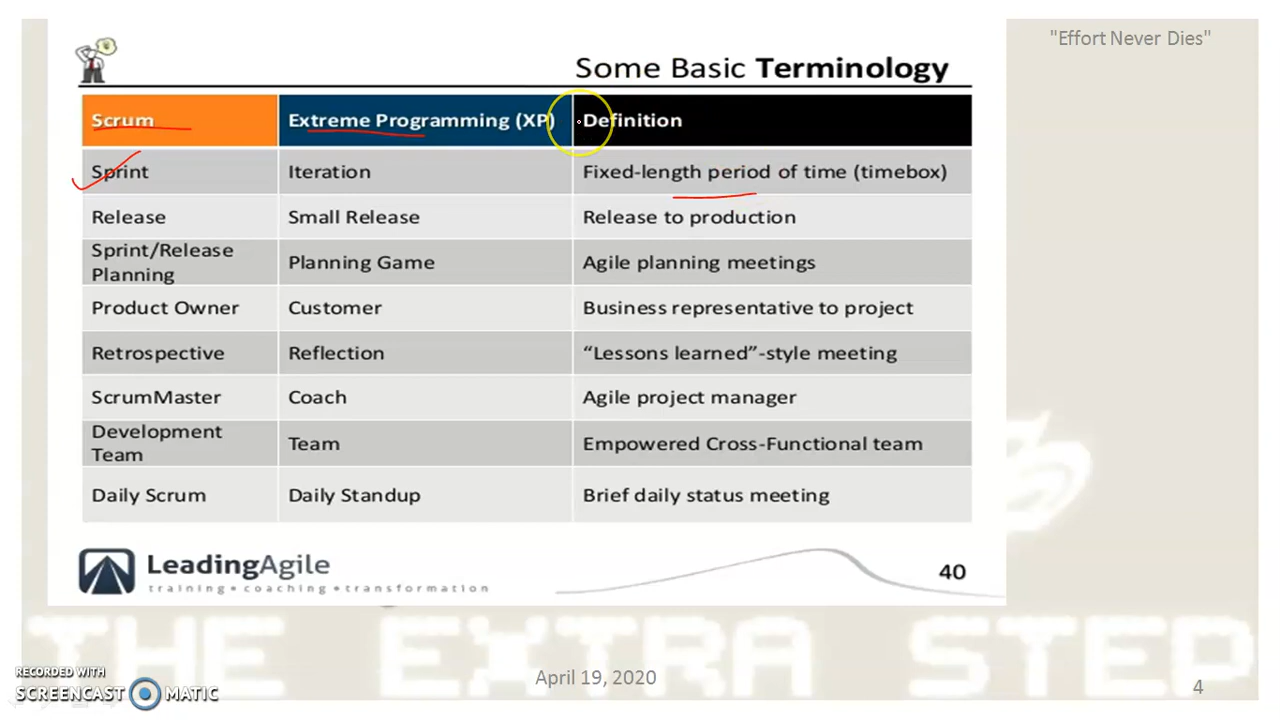 "Effort Never Dies"
Some Basic Terminology
Scrum Extreme Programming (XP) Definition
Sprint Iteration Fixed-length period of time (timebox)
Release Small Release Release to production
Sprint/Release Planning Planning Game Agile planning meetings
Product Owner Customer Business representative to project
Retrospective Reflection “Lessons learned”-style meeting
ScrumMaster Coach Agile project manager
Development Team Team Empowered Cross-Functional team
Daily Scrum Daily Standup Brief daily status meeting
LeadingAgile
training • coaching • transformation
40
THE EXTRA STEP
RECORDED WITH
SCREENCAST MATIC
April 19, 2020
4